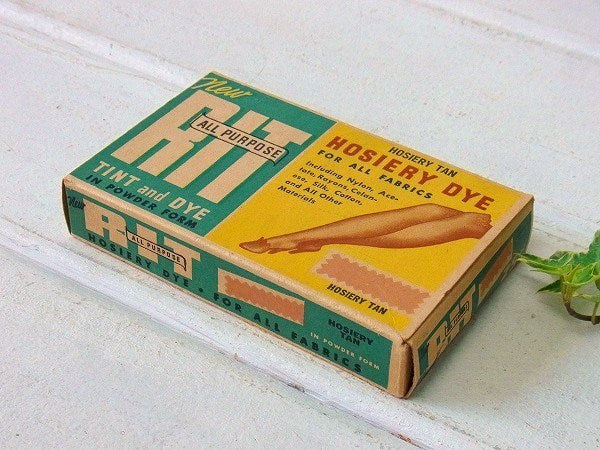 New
RIT
ALL PURPOSE
TINT and DYE
IN POWDER FORM
HOSIERY TAN
HOSIERY DYE
FOR ALL FABRICS
Including Nylon, Ace-
tate, Rayons, Celan-
ese, Silk, Cotton,
and All Other
Materials
HOSIERY TAN
New
RIT
ALL PURPOSE
HOSIERY DYE • FOR ALL FABRICS
HOSIERY
TAN
IN POWDER FORM
RIT